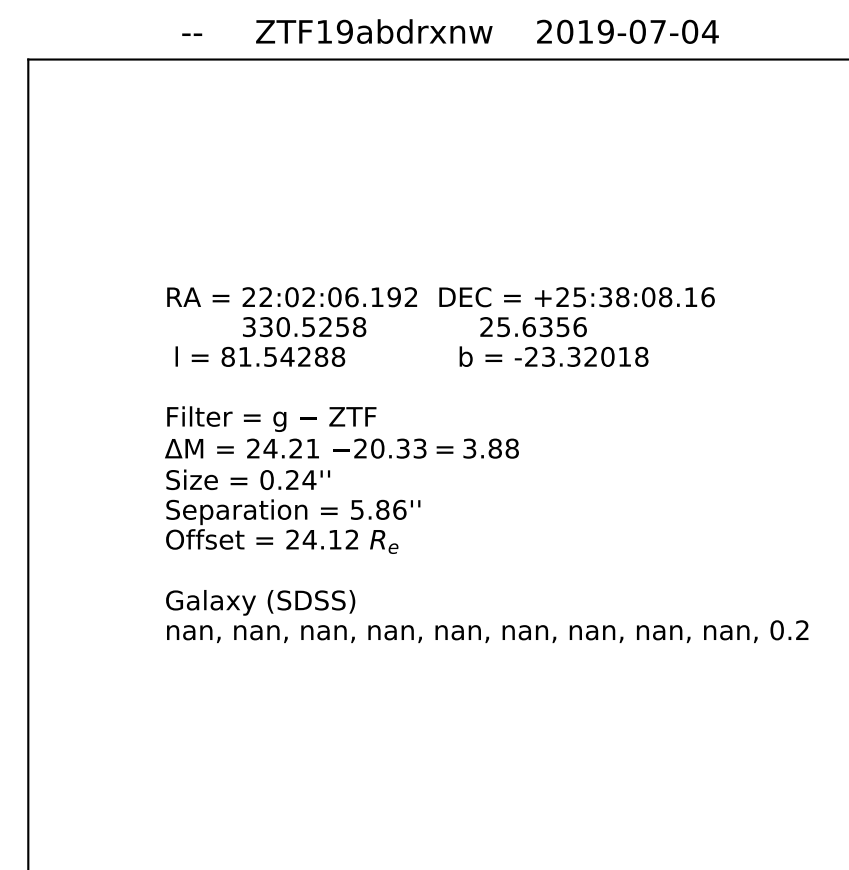 -- ZTF19abdrxnw 2019-07-04
RA = 22:02:06.192 DEC = +25:38:08.16
330.5258 25.6356
l = 81.54288 b = -23.32018
Filter = g − ZTF
ΔM = 24.21 −20.33 = 3.88
Size = 0.24''
Separation = 5.86''
Offset = 24.12 Re
Galaxy (SDSS)
nan, nan, nan, nan, nan, nan, nan, nan, nan, 0.2